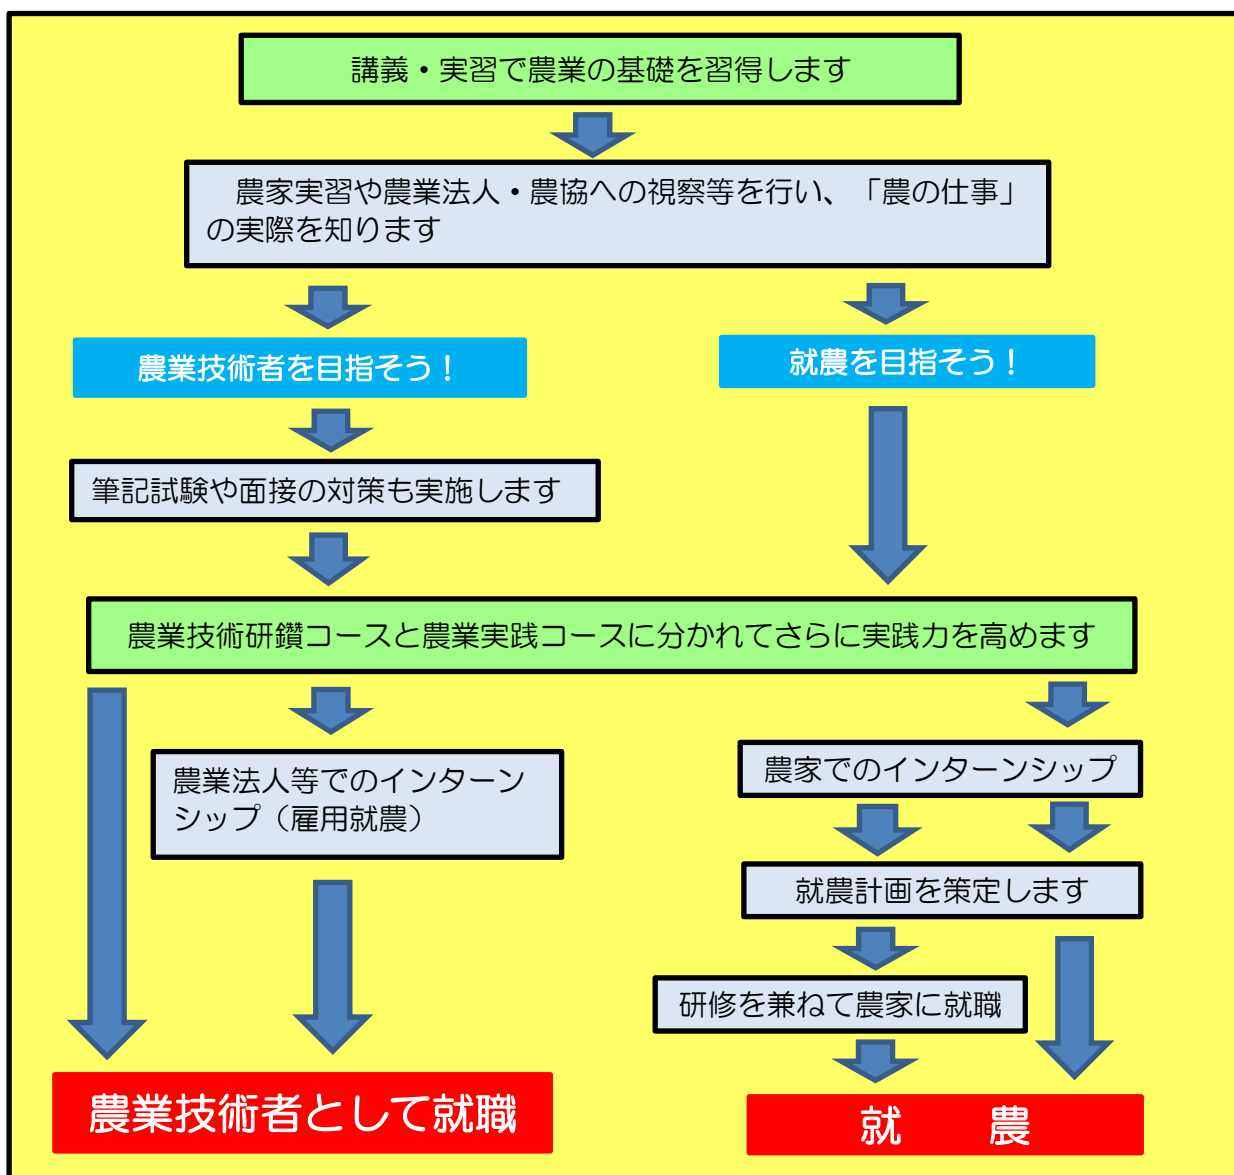 講義・実習で農業の基礎を習得します
農家実習や農業法人・農協への視察等を行い、「農の仕事」
の実際を知ります
農業技術者を目指そう！
就農を目指そう！
筆記試験や面接の対策も実施します
農業技術研鑽コースと農業実践コースに分かれてさらに実践力を高めます
農業法人等でのインターン
シップ（雇用就農）
農家でのインターンシップ
就農計画を策定します
研修を兼ねて農家に就職
農業技術者として就職
就　農